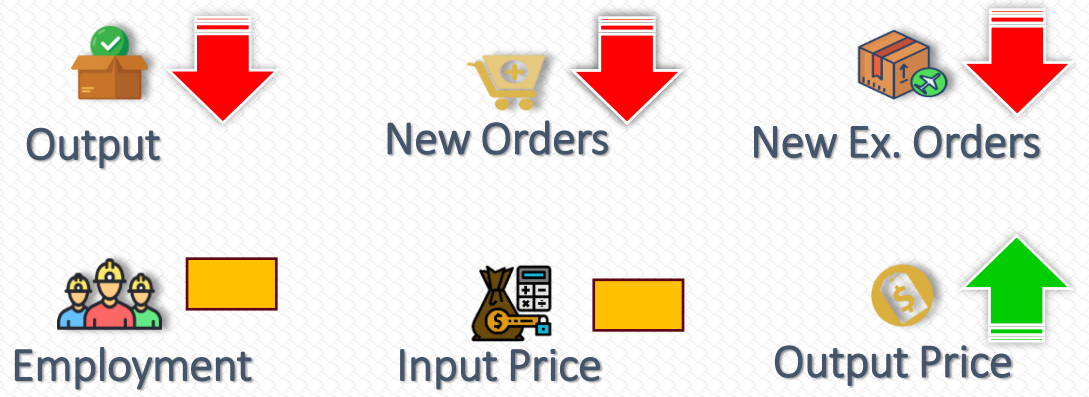 Output
New Orders
New Ex. Orders
Employment
Input Price
Output Price